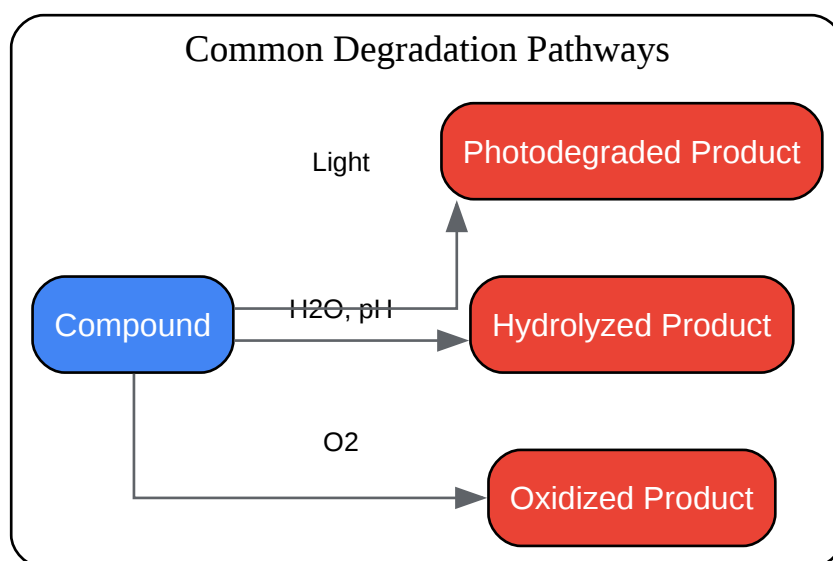 Common Degradation Pathways
Light
Photodegraded Product
Compound
H2O, pH
Hydrolyzed Product
O2
Oxidized Product